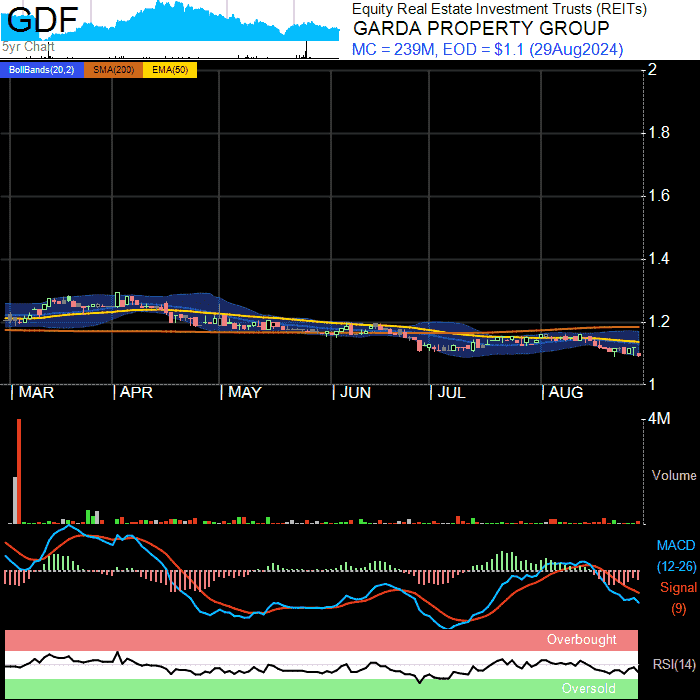 GDF
5yr Chart
Equity Real Estate Investment Trusts (REITs)
GARDA PROPERTY GROUP
MC = 239M, EOD = $1.1 (29Aug2024)
BollBands(20,2) SMA(200) EMA(50)
2
1.8
1.6
1.4
1.2
1
MAR APR MAY JUN JUL AUG
4M
Volume
MACD
(12-26)
Signal
(9)
Overbought
RSI(14)
Oversold